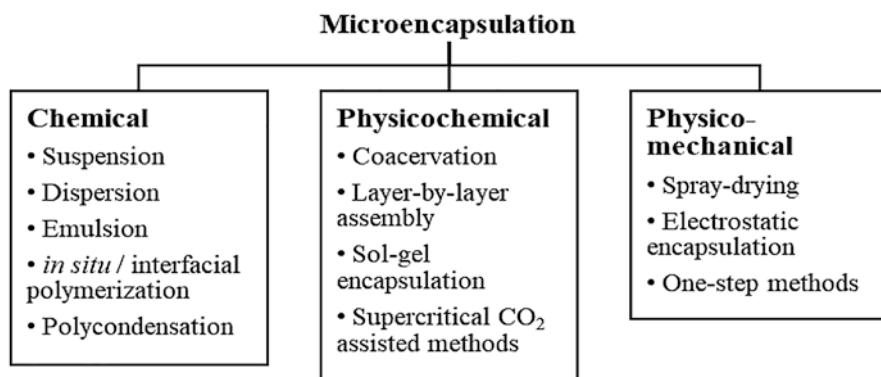 Microencapsulation
Chemical
• Suspension
• Dispersion
• Emulsion
• in situ / interfacial
polymerization
• Polycondensation
Physicochemical
• Coacervation
• Layer-by-layer
assembly
• Sol-gel
encapsulation
• Supercritical CO₂
assisted methods
Physico-
mechanical
• Spray-drying
• Electrostatic
encapsulation
• One-step methods